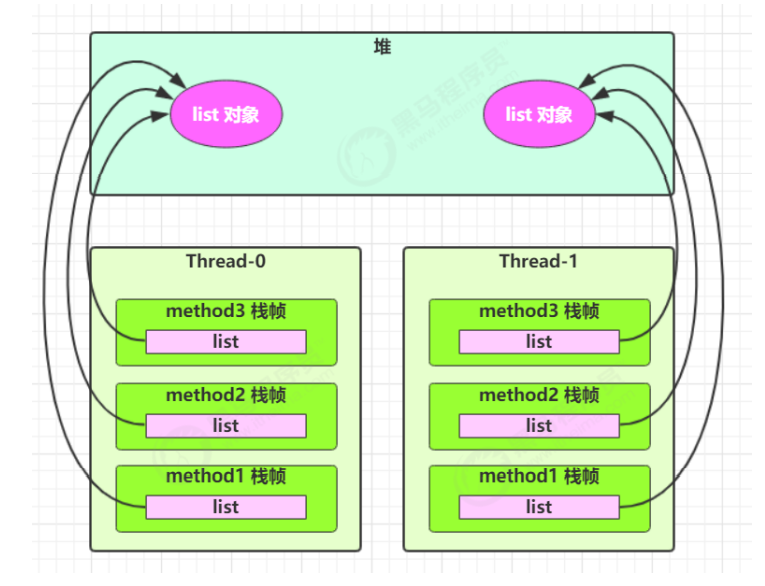 堆
list 对象
list 对象
黑马程序员
Thread-0
method3 栈帧
list
method2 栈帧
list
method1 栈帧
list
Thread-1
method3 栈帧
list
method2 栈帧
list
method1 栈帧
list